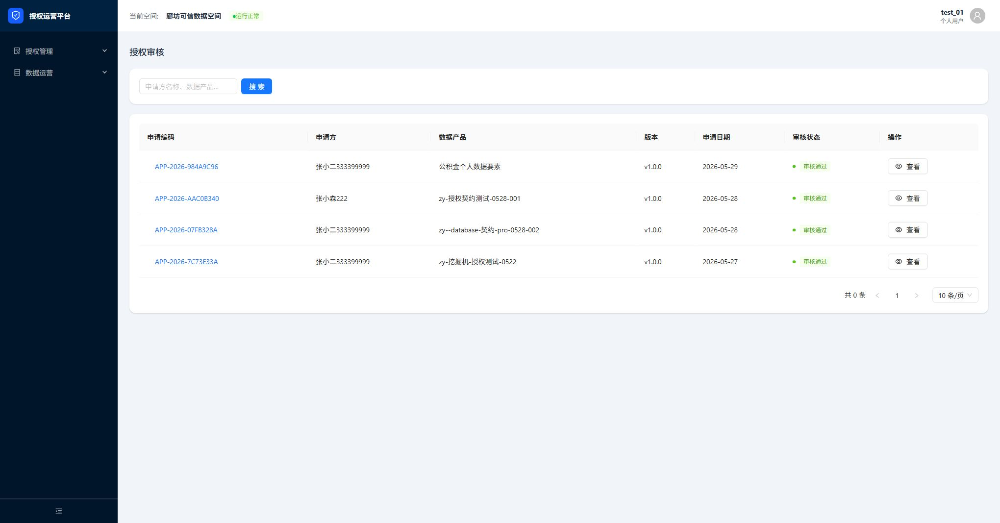 授权运营平台
当前空间: 廊坊可信数据空间 运行正常
test_01
个人用户
授权管理
数据运营
授权审核
申请方名称、数据产品... 搜 索
申请编码 申请方 数据产品 版本 申请日期 审核状态 操作
APP-2026-984A9C96 张小二333399999 公积金个人数据要素 v1.0.0 2026-05-29 审核通过 查看
APP-2026-AAC0B340 张小森222 zy-授权契约测试-0528-001 v1.0.0 2026-05-28 审核通过 查看
APP-2026-07FB328A 张小二333399999 zy--database-契约-pro-0528-002 v1.0.0 2026-05-28 审核通过 查看
APP-2026-7C73E33A 张小二333399999 zy-挖掘机-授权测试-0522 v1.0.0 2026-05-27 审核通过 查看
共 0 条 < 1 > 10 条/页